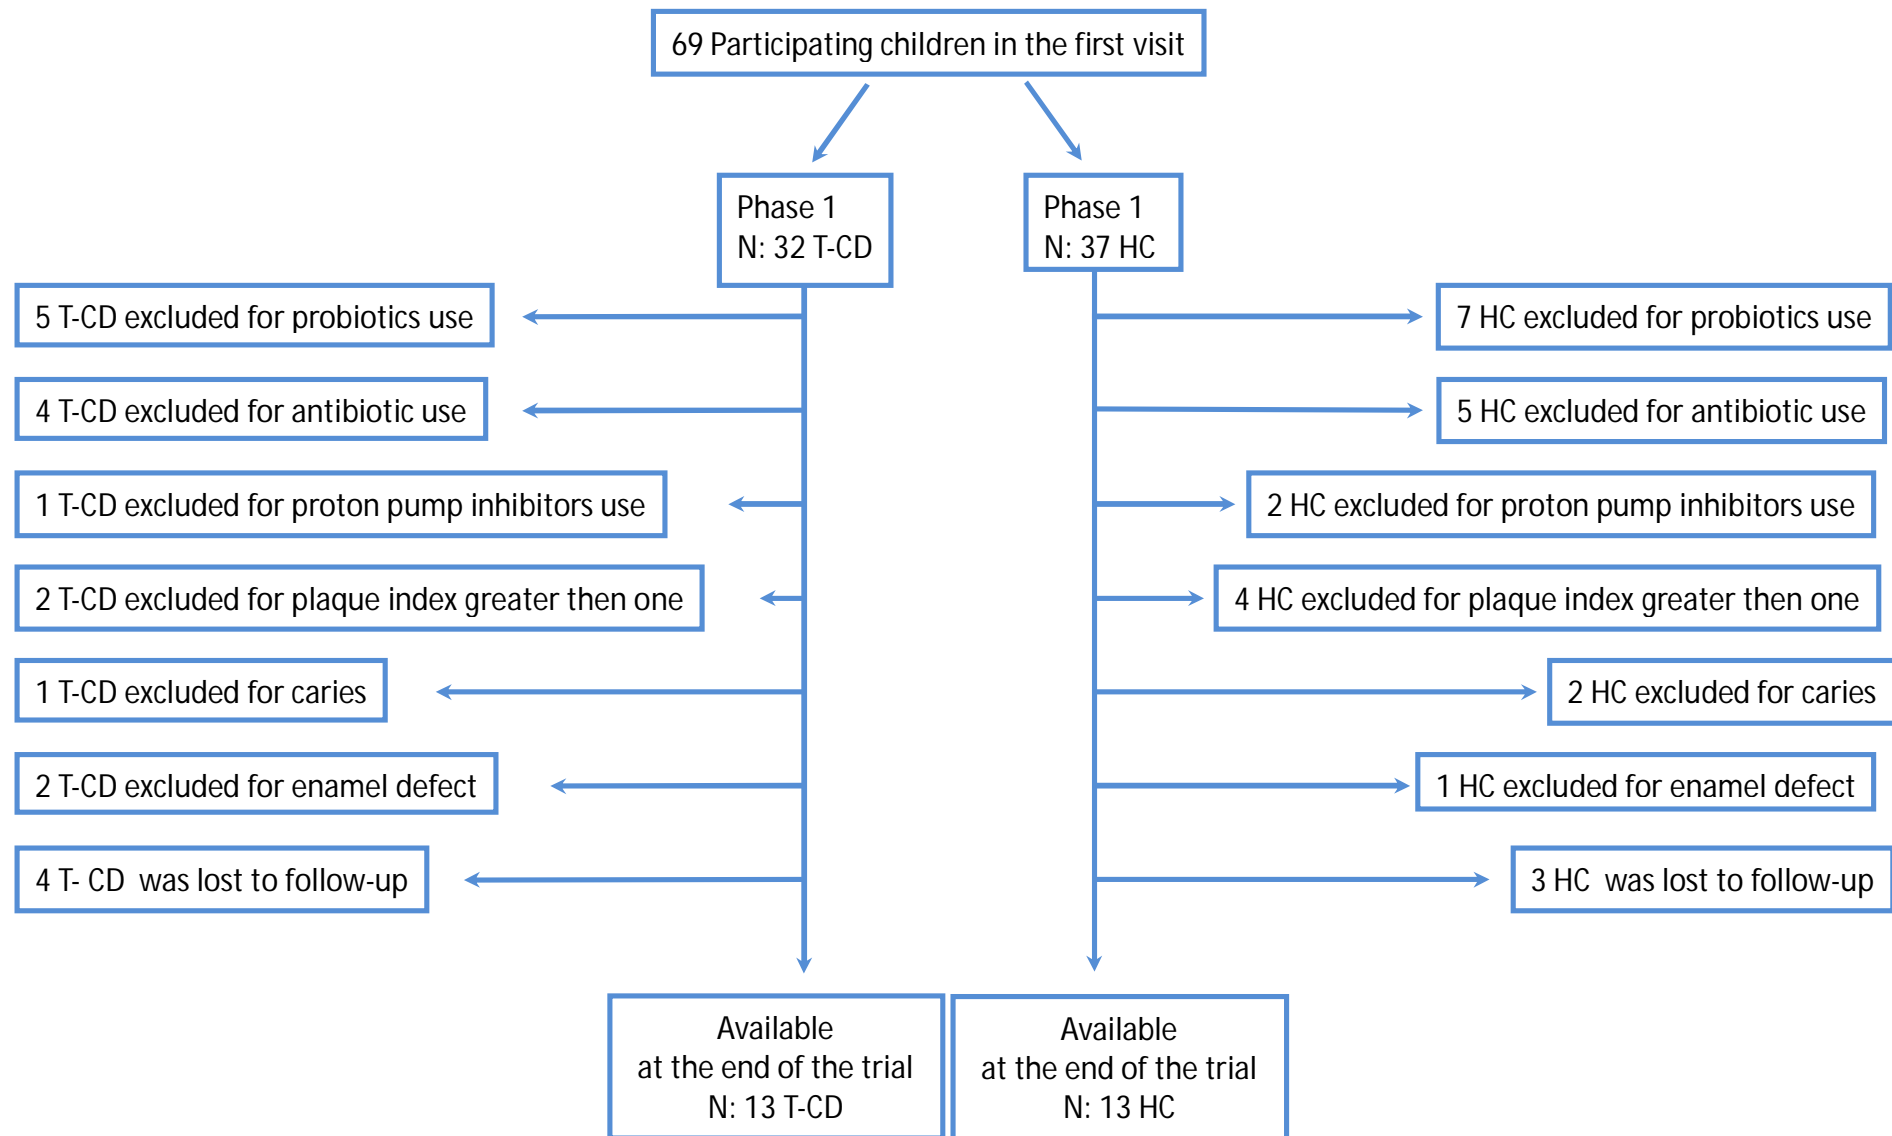 69 Participating children in the first visit
Phase 1
N: 32 T-CD
Phase 1
N: 37 HC
5 T-CD excluded for probiotics use
7 HC excluded for probiotics use
4 T-CD excluded for antibiotic use
5 HC excluded for antibiotic use
1 T-CD excluded for proton pump inhibitors use
2 HC excluded for proton pump inhibitors use
2 T-CD excluded for plaque index greater then one
4 HC excluded for plaque index greater then one
1 T-CD excluded for caries
2 HC excluded for caries
2 T-CD excluded for enamel defect
1 HC excluded for enamel defect
4 T- CD  was lost to follow-up
3 HC  was lost to follow-up
Available
at the end of the trial
N: 13 T-CD
Available
at the end of the trial
N: 13 HC